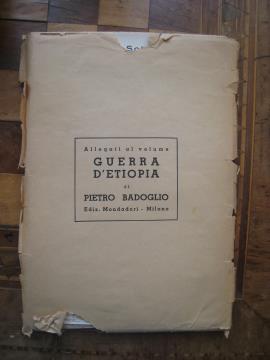 Allegati al volume
GUERRA
D'ETIOPIA
di
PIETRO BADOGLIO
Ediz. Mondadori - Milano